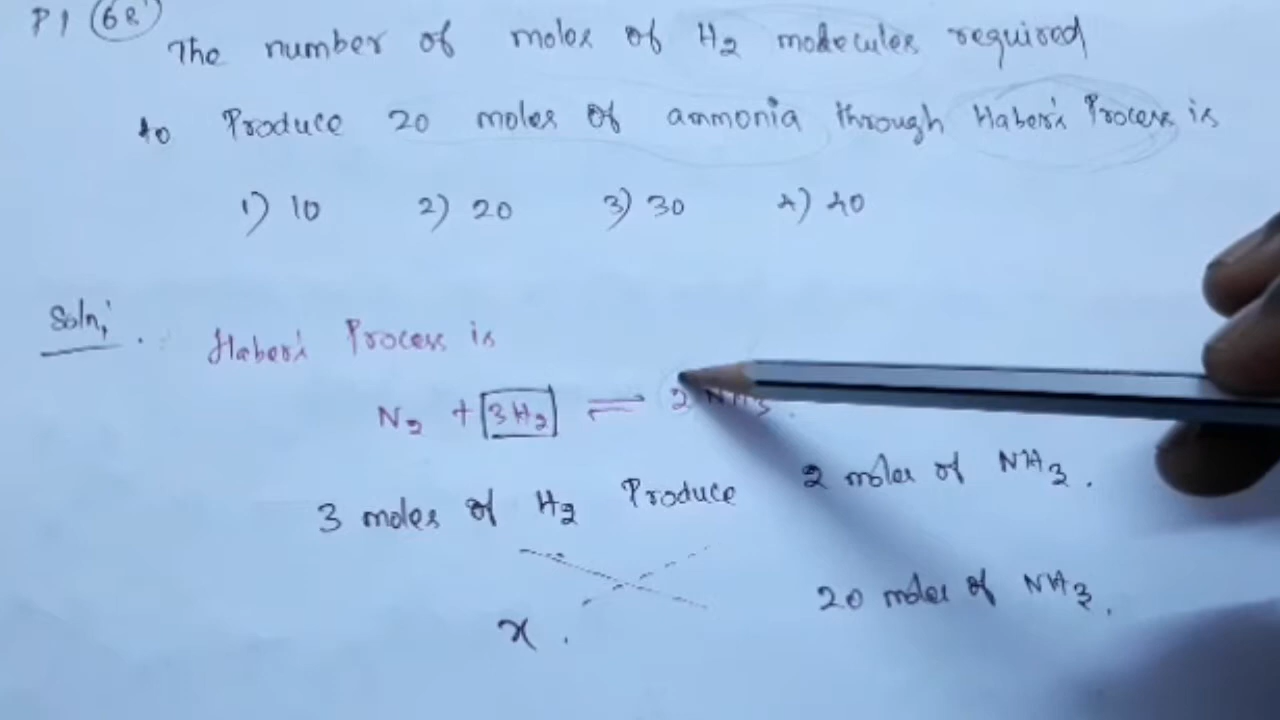 P1 68
The number of moles of H2 molecules required
to Produce 20 moles of ammonia through Haber's Process is
1) 10 2) 20 3) 30 4) 40
Soln;
Haber's Process is
N2 + 3H2 ⇌ 2NH3.
3 moles of H2 Produce 2 moles of NH3.
x. 20 moles of NH3.